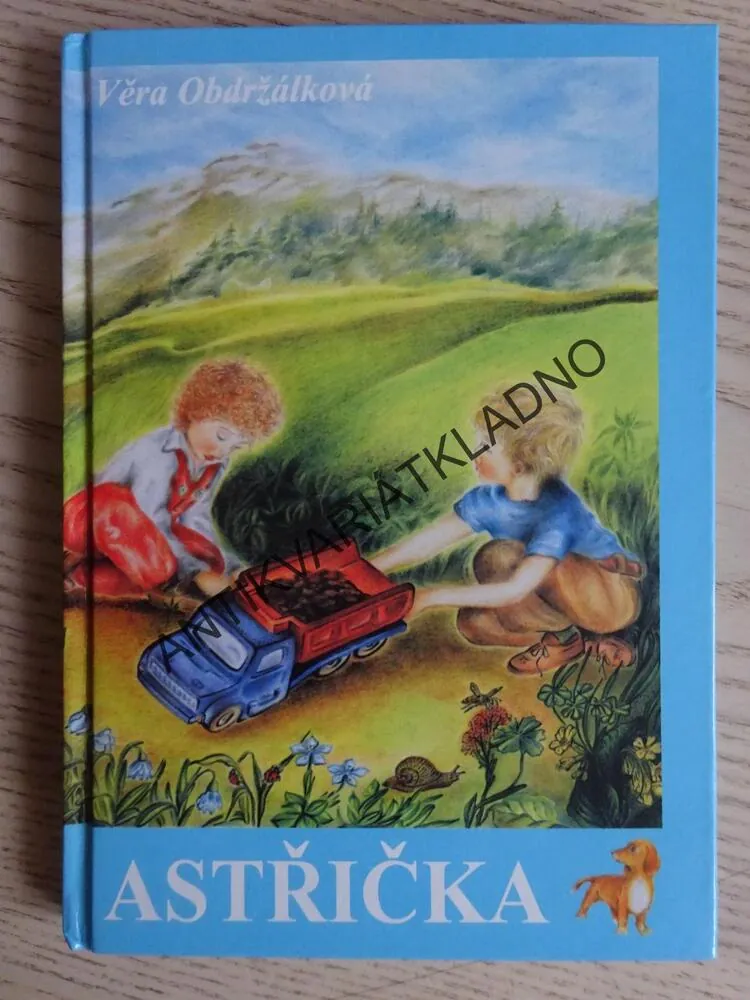 Věra Obdržálková
ANTIKVARIÁTKLADNO
ASTŘIČKA